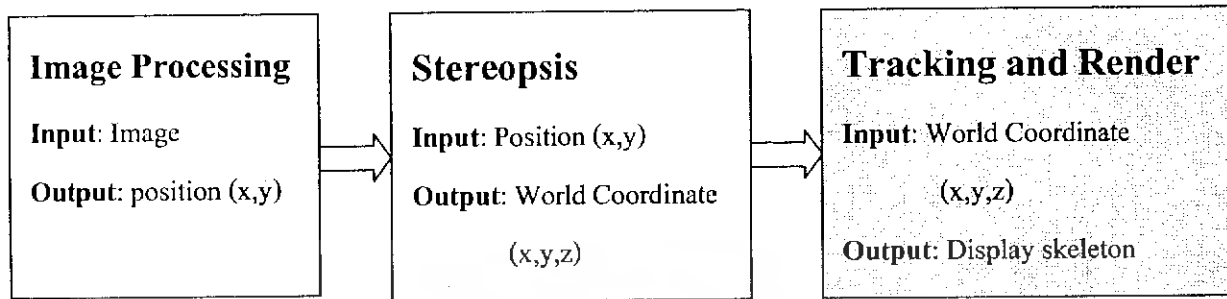 Image Processing
Input: Image
Output: position (x,y)
Stereopsis
Input: Position (x,y)
Output: World Coordinate
(x,y,z)
Tracking and Render
Input: World Coordinate
(x,y,z)
Output: Display skeleton